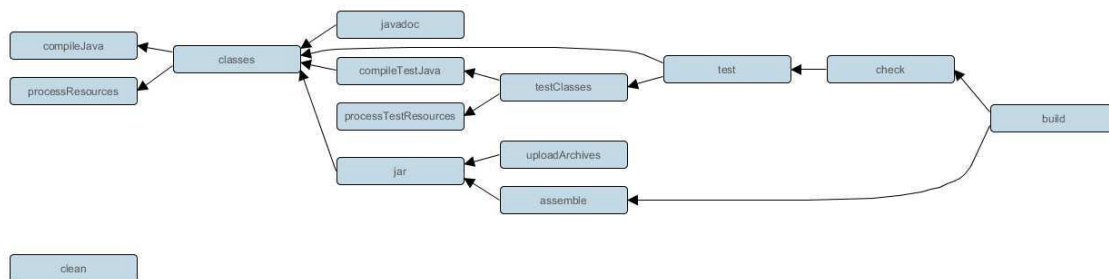 javadoc
compileJava
classes
compileTestJava
test
check
processResources
testClasses
processTestResources
build
uploadArchives
jar
assemble
clean